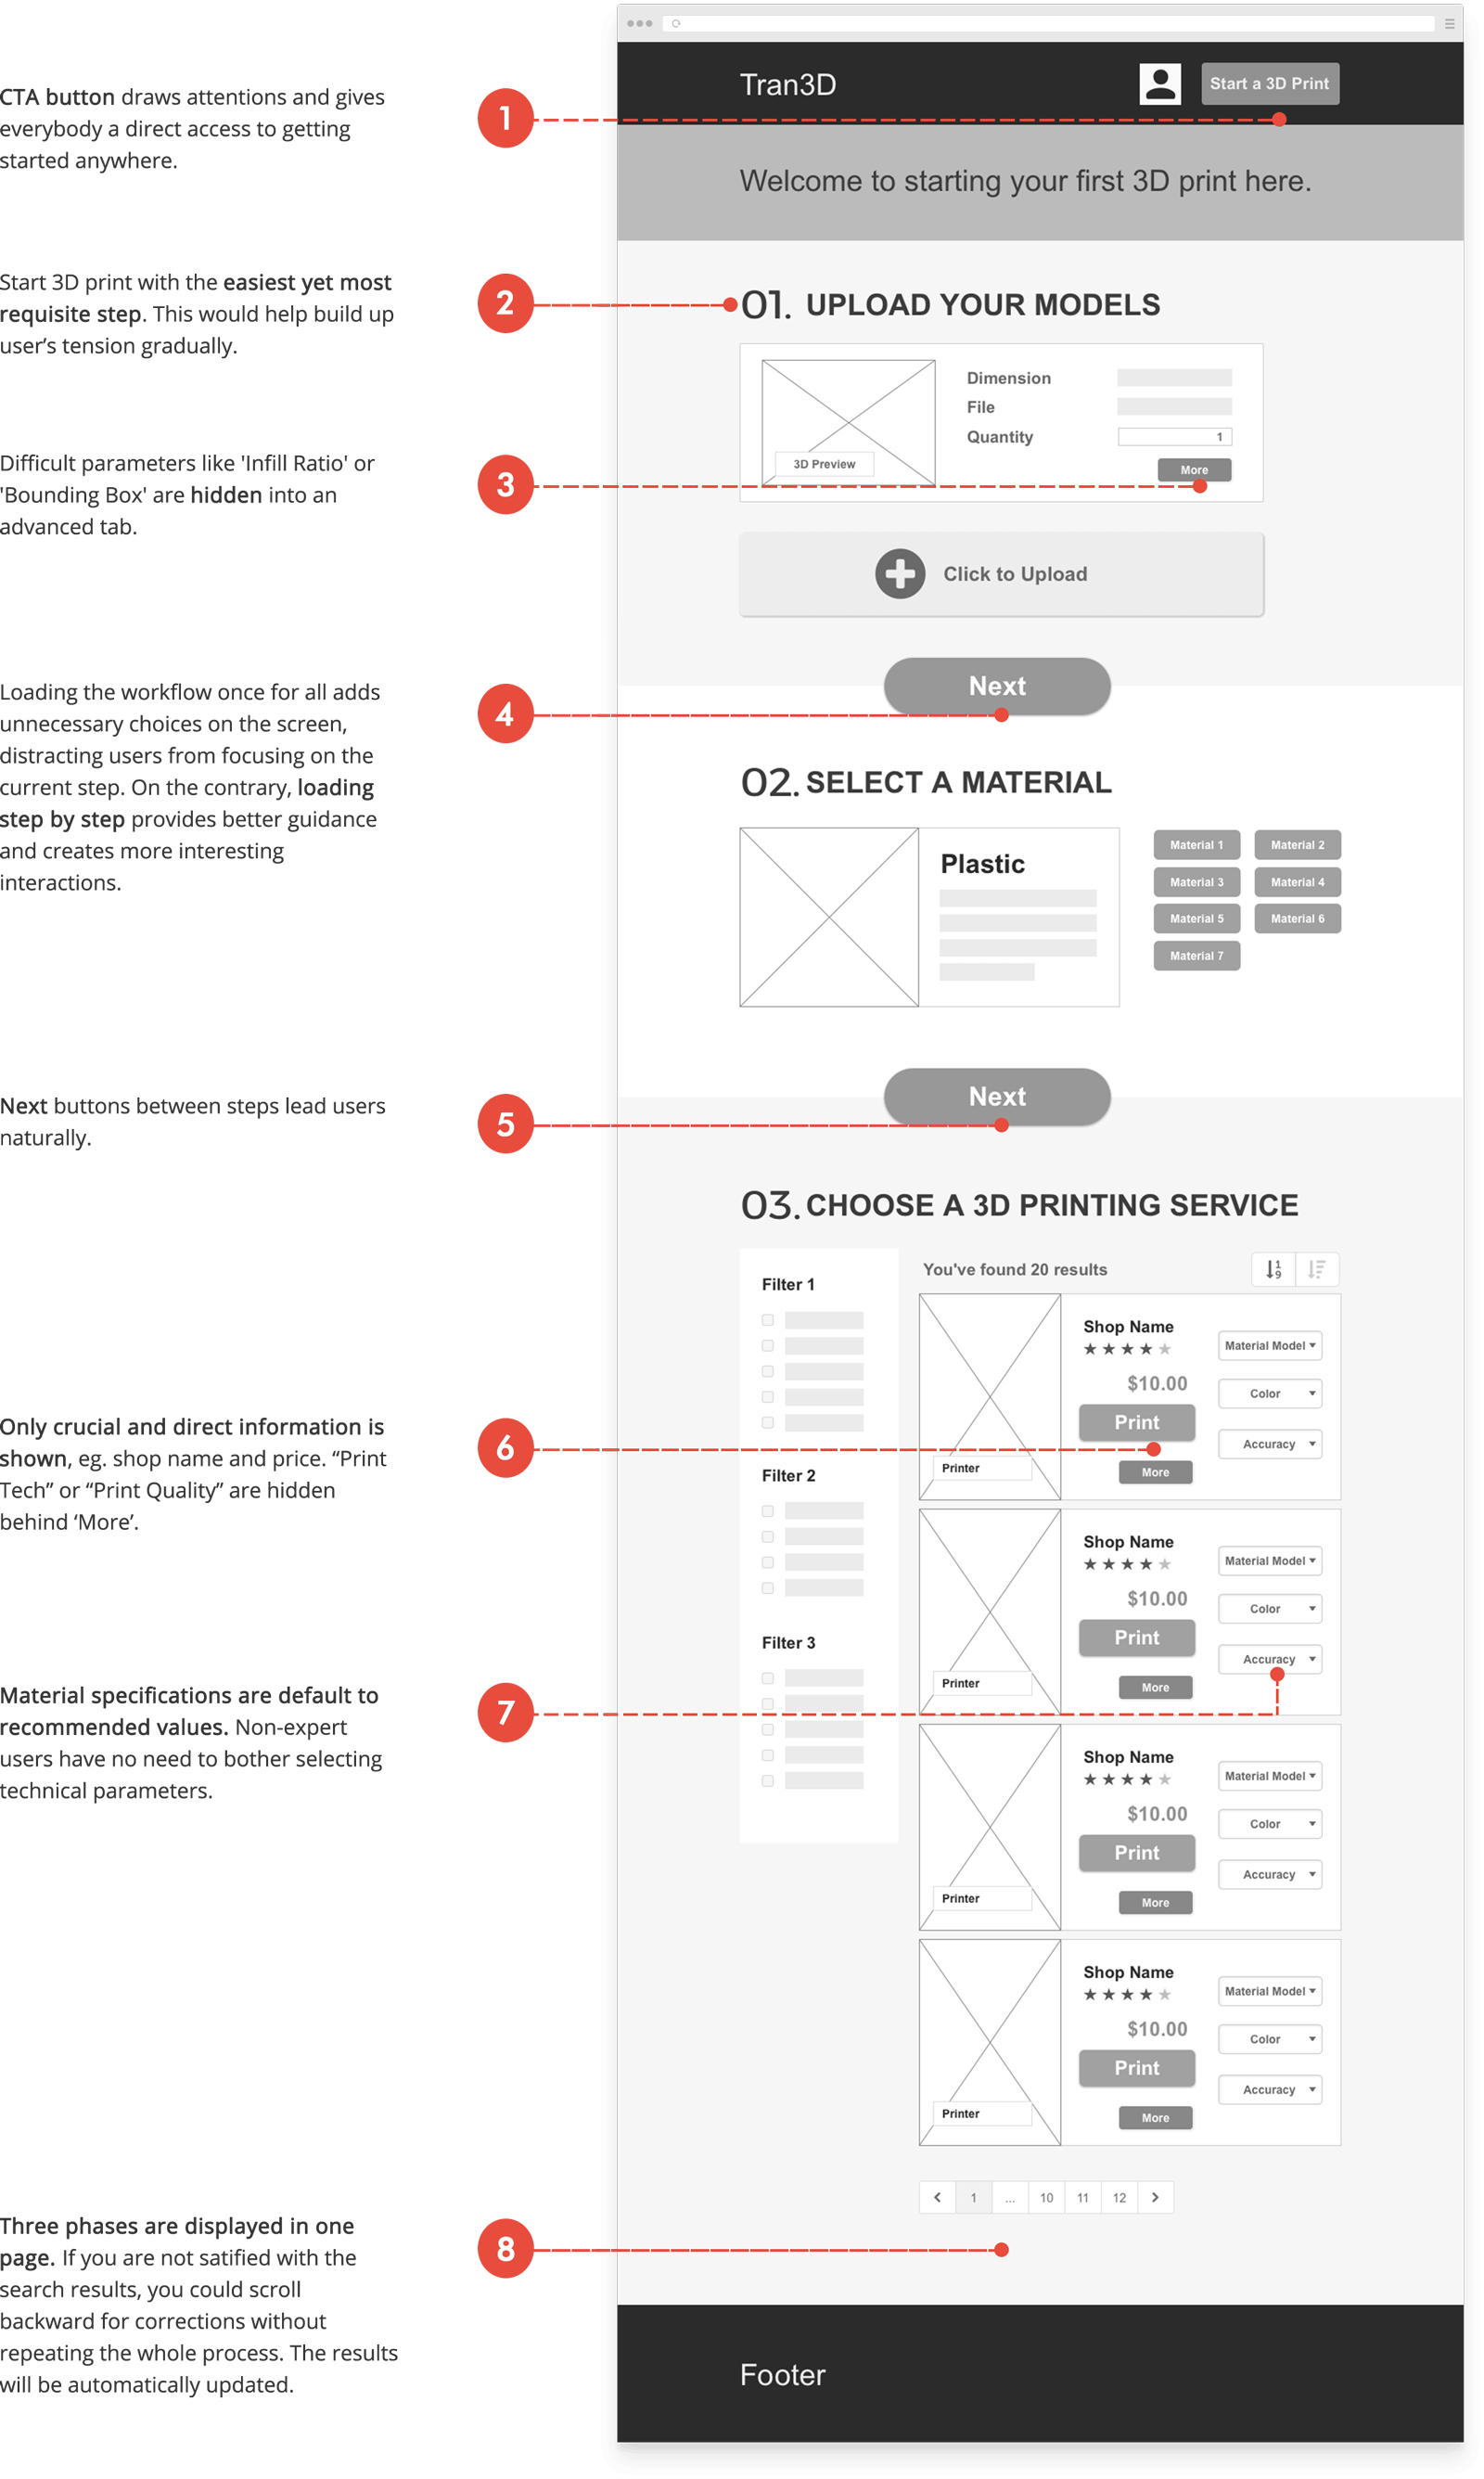 Tran3D
Start a 3D Print
CTA button draws attentions and gives
everybody a direct access to getting
started anywhere.
1
Welcome to starting your first 3D print here.
Start 3D print with the easiest yet most
requisite step. This would help build up
user’s tension gradually.
2
01. UPLOAD YOUR MODELS
Dimension
File
Quantity
1
3D Preview
More
Difficult parameters like 'Infill Ratio' or
'Bounding Box' are hidden into an
advanced tab.
3
Click to Upload
Next
Loading the workflow once for all adds
unnecessary choices on the screen,
distracting users from focusing on the
current step. On the contrary, loading
step by step provides better guidance
and creates more interesting
interactions.
4
02. SELECT A MATERIAL
Plastic
Material 1
Material 2
Material 3
Material 4
Material 5
Material 6
Material 7
Next
Next buttons between steps lead users
naturally.
5
03. CHOOSE A 3D PRINTING SERVICE
Filter 1
Filter 2
Filter 3
You've found 20 results
1
9
Shop Name
$10.00
Print
More
Printer
Material Model
Color
Accuracy
Only crucial and direct information is
shown, eg. shop name and price. “Print
Tech” or “Print Quality” are hidden
behind ‘More’.
6
Shop Name
$10.00
Print
More
Printer
Material Model
Color
Accuracy
Material specifications are default to
recommended values. Non-expert
users have no need to bother selecting
technical parameters.
7
Shop Name
$10.00
Print
More
Printer
Material Model
Color
Accuracy
Shop Name
$10.00
Print
More
Printer
Material Model
Color
Accuracy
1 ... 10 11 12
Three phases are displayed in one
page. If you are not satified with the
search results, you could scroll
backward for corrections without
repeating the whole process. The results
will be automatically updated.
8
Footer